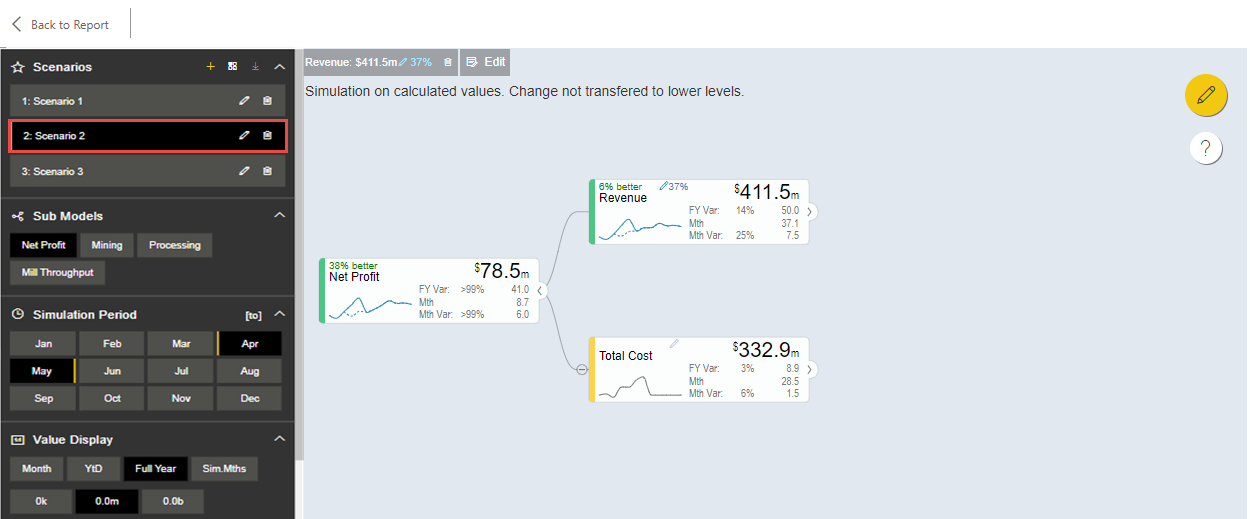 Back to Report
Scenarios
1: Scenario 1
2: Scenario 2
3: Scenario 3
Sub Models
Net Profit Mining Processing
Mill Throughput
Simulation Period [to]
Jan Feb Mar Apr
May Jun Jul Aug
Sep Oct Nov Dec
Value Display
Month YtD Full Year Sim.Mths
0k 0.0m 0.0b
Revenue: $411.5m 37% Edit
Simulation on calculated values. Change not transfered to lower levels.
?
6% better 37%
Revenue $411.5m
FY Var: 14% 50.0
Mth 37.1
Mth Var: 25% 7.5
38% better
Net Profit $78.5m
FY Var: >99% 41.0
Mth 8.7
Mth Var: >99% 6.0
Total Cost $332.9m
FY Var: 3% 8.9
Mth 28.5
Mth Var: 6% 1.5